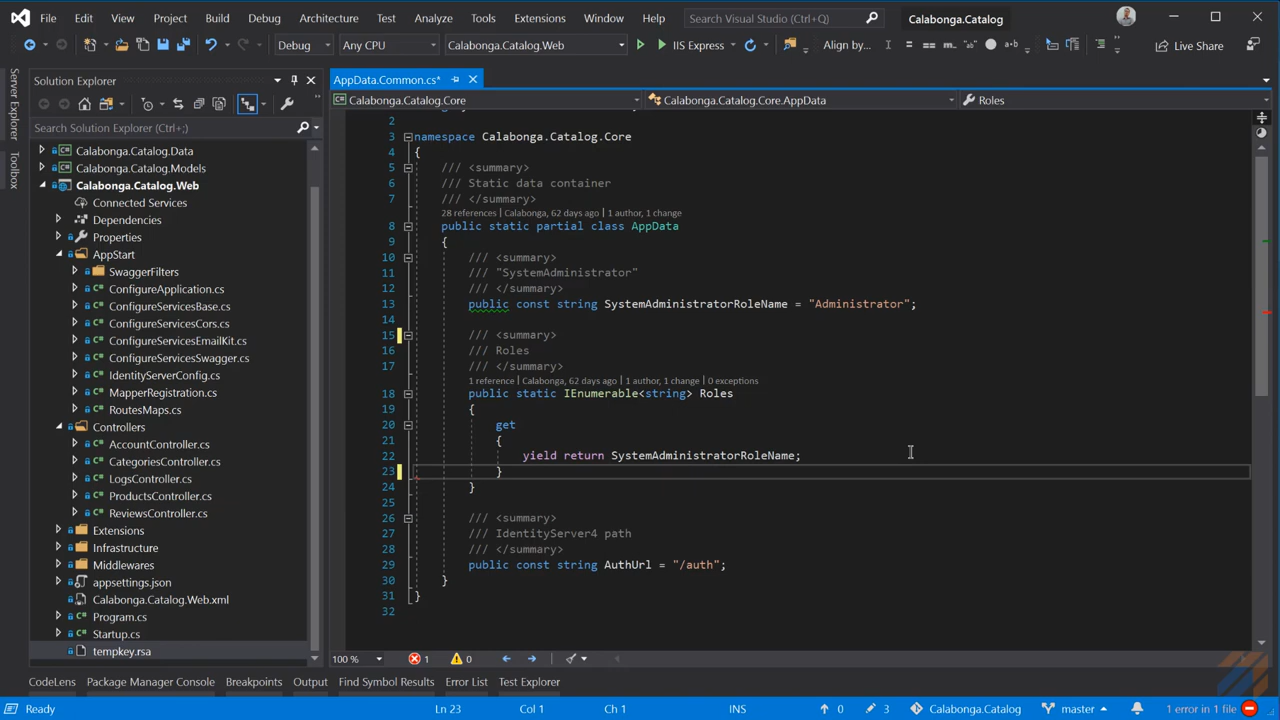 File Edit View Project Build Debug Architecture Test Analyze Tools Extensions Window Help Search Visual Studio (Ctrl+Q) Calabonga.Catalog
Debug Any CPU Calabonga.Catalog.Web IIS Express Align by... Live Share
Server Explorer
Toolbox
Solution Explorer
Search Solution Explorer (Ctrl+;)
Calabonga.Catalog.Data
Calabonga.Catalog.Models
Calabonga.Catalog.Web
Connected Services
Dependencies
Properties
AppStart
SwaggerFilters
ConfigureApplication.cs
ConfigureServicesBase.cs
ConfigureServicesCors.cs
ConfigureServicesEmailKit.cs
ConfigureServicesSwagger.cs
IdentityServerConfig.cs
MapperRegistration.cs
RoutesMaps.cs
Controllers
AccountController.cs
CategoriesController.cs
LogsController.cs
ProductsController.cs
ReviewsController.cs
Extensions
Infrastructure
Middlewares
appsettings.json
Calabonga.Catalog.Web.xml
Program.cs
Startup.cs
tempkey.rsa
AppData.Common.cs*
Calabonga.Catalog.Core Calabonga.Catalog.Core.AppData Roles
2
3 namespace Calabonga.Catalog.Core
4 {
5 /// <summary>
6 /// Static data container
7 /// </summary>
28 references | Calabonga, 62 days ago | 1 author, 1 change
8 public static partial class AppData
9 {
10 /// <summary>
11 /// "SystemAdministrator"
12 /// </summary>
13 public const string SystemAdministratorRoleName = "Administrator";
14
15 /// <summary>
16 /// Roles
17 /// </summary>
1 reference | Calabonga, 62 days ago | 1 author, 1 change | 0 exceptions
18 public static IEnumerable<string> Roles
19 {
20 get
21 {
22 yield return SystemAdministratorRoleName;
23 }
24 }
25
26 /// <summary>
27 /// IdentityServer4 path
28 /// </summary>
29 public const string AuthUrl = "/auth";
30 }
31 }
32
100 % 1 0
CodeLens Package Manager Console Breakpoints Output Find Symbol Results Error List Test Explorer
Ready Ln 23 Col 1 Ch 1 INS 0 3 Calabonga.Catalog master 1 error in 1 file